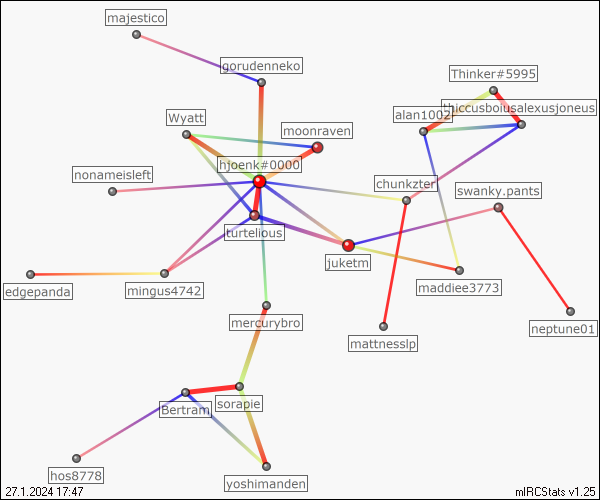 majestico
gorudenneko
Thinker#5995
Wyatt
alan1002
thiccusboiusalexusjoneus
moonraven
hjoenk#0000
nonameisleft
chunkzter
swanky.pants
turtelious
juketm
edgepanda
mingus4742
maddiee3773
mercurybro
mattnesslp
neptune01
Bertram
sorapie
hos8778
yoshimanden
27.1.2024 17:47
mIRCStats v1.25